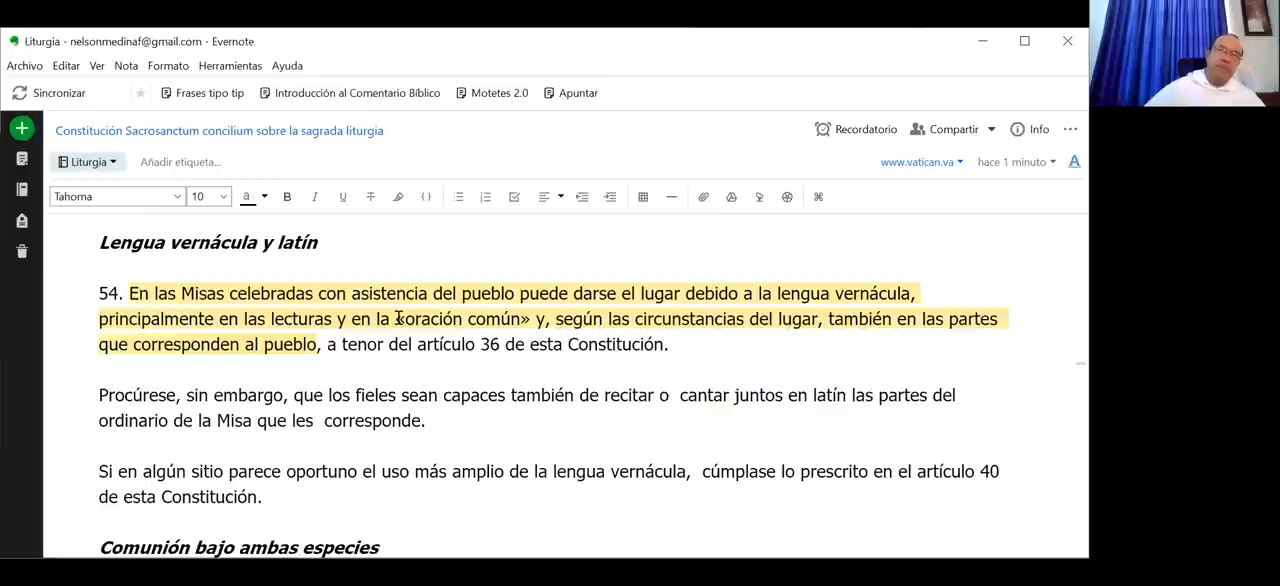 Liturgia - nelsonmedinaf@gmail.com - Evernote
Archivo Editar Ver Nota Formato Herramientas Ayuda
Sincronizar Frases tipo tip Introducción al Comentario Bíblico Motetes 2.0 Apuntar
Constitución Sacrosanctum concilium sobre la sagrada liturgia Recordatorio Compartir Info
Liturgia Añadir etiqueta... www.vatican.va hace 1 minuto
Tahoma 10 a B I U T
Lengua vernácula y latín
54. En las Misas celebradas con asistencia del pueblo puede darse el lugar debido a la lengua vernácula,
principalmente en las lecturas y en la «oración común» y, según las circunstancias del lugar, también en las partes
que corresponden al pueblo, a tenor del artículo 36 de esta Constitución.
Procúrese, sin embargo, que los fieles sean capaces también de recitar o cantar juntos en latín las partes del
ordinario de la Misa que les corresponde.
Si en algún sitio parece oportuno el uso más amplio de la lengua vernácula, cúmplase lo prescrito en el artículo 40
de esta Constitución.
Comunión bajo ambas especies